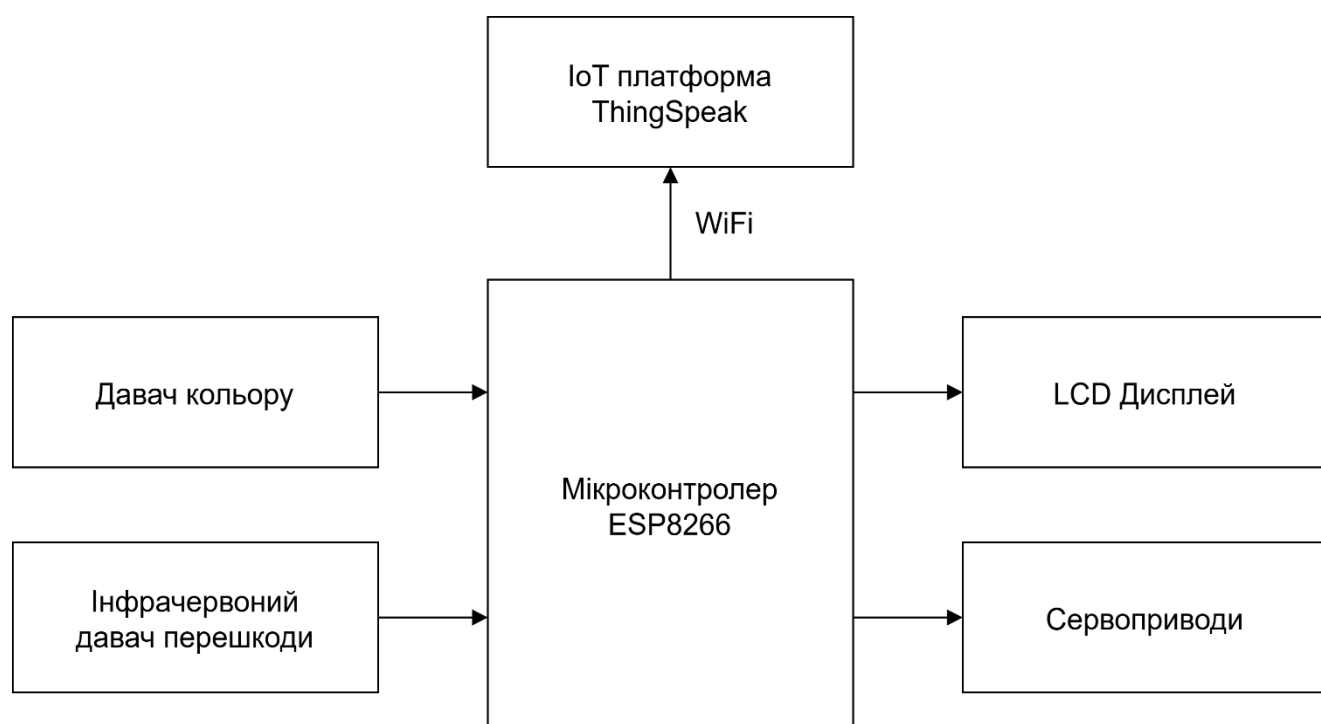 IoT платформа
ThingSpeak
WiFi
Давач кольору
LCD Дисплей
Мікроконтролер
ESP8266
Інфрачервоний
давач перешкоди
Сервоприводи